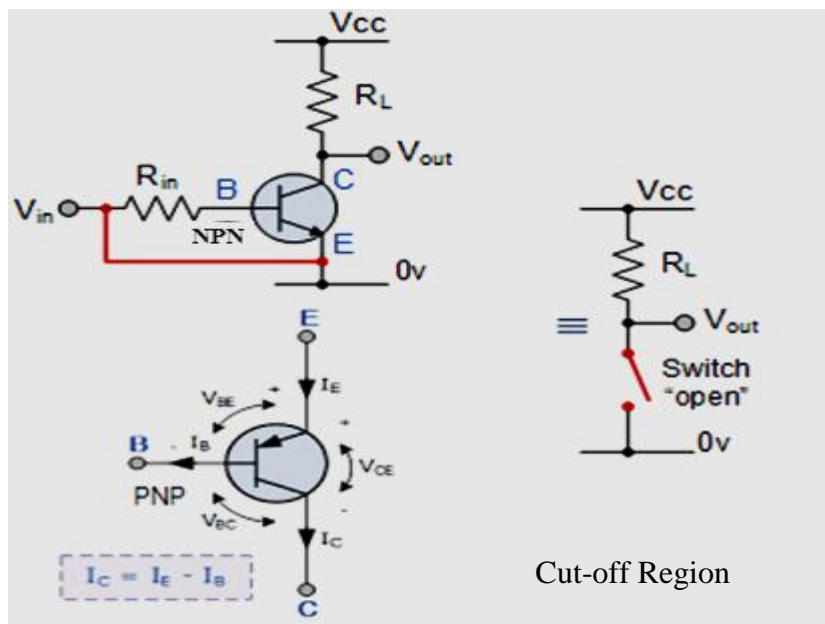 Vcc
RL
Vout
C
Rin
B
Vin
NPN
E
0v
Vcc
RL
Vout
Switch
"open"
0v
E
IE
VBE
B
IB
VCE
PNP
VBC
IC
IC = IE - IB
C
Cut-off Region